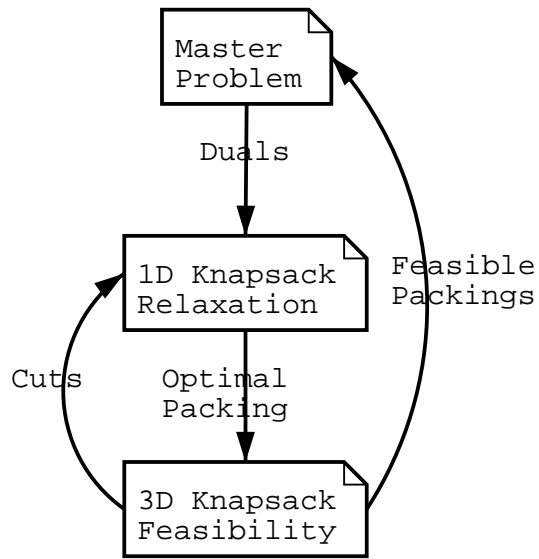 Master
Problem
Duals
1D Knapsack
Relaxation
Feasible
Packings
Cuts
Optimal
Packing
3D Knapsack
Feasibility